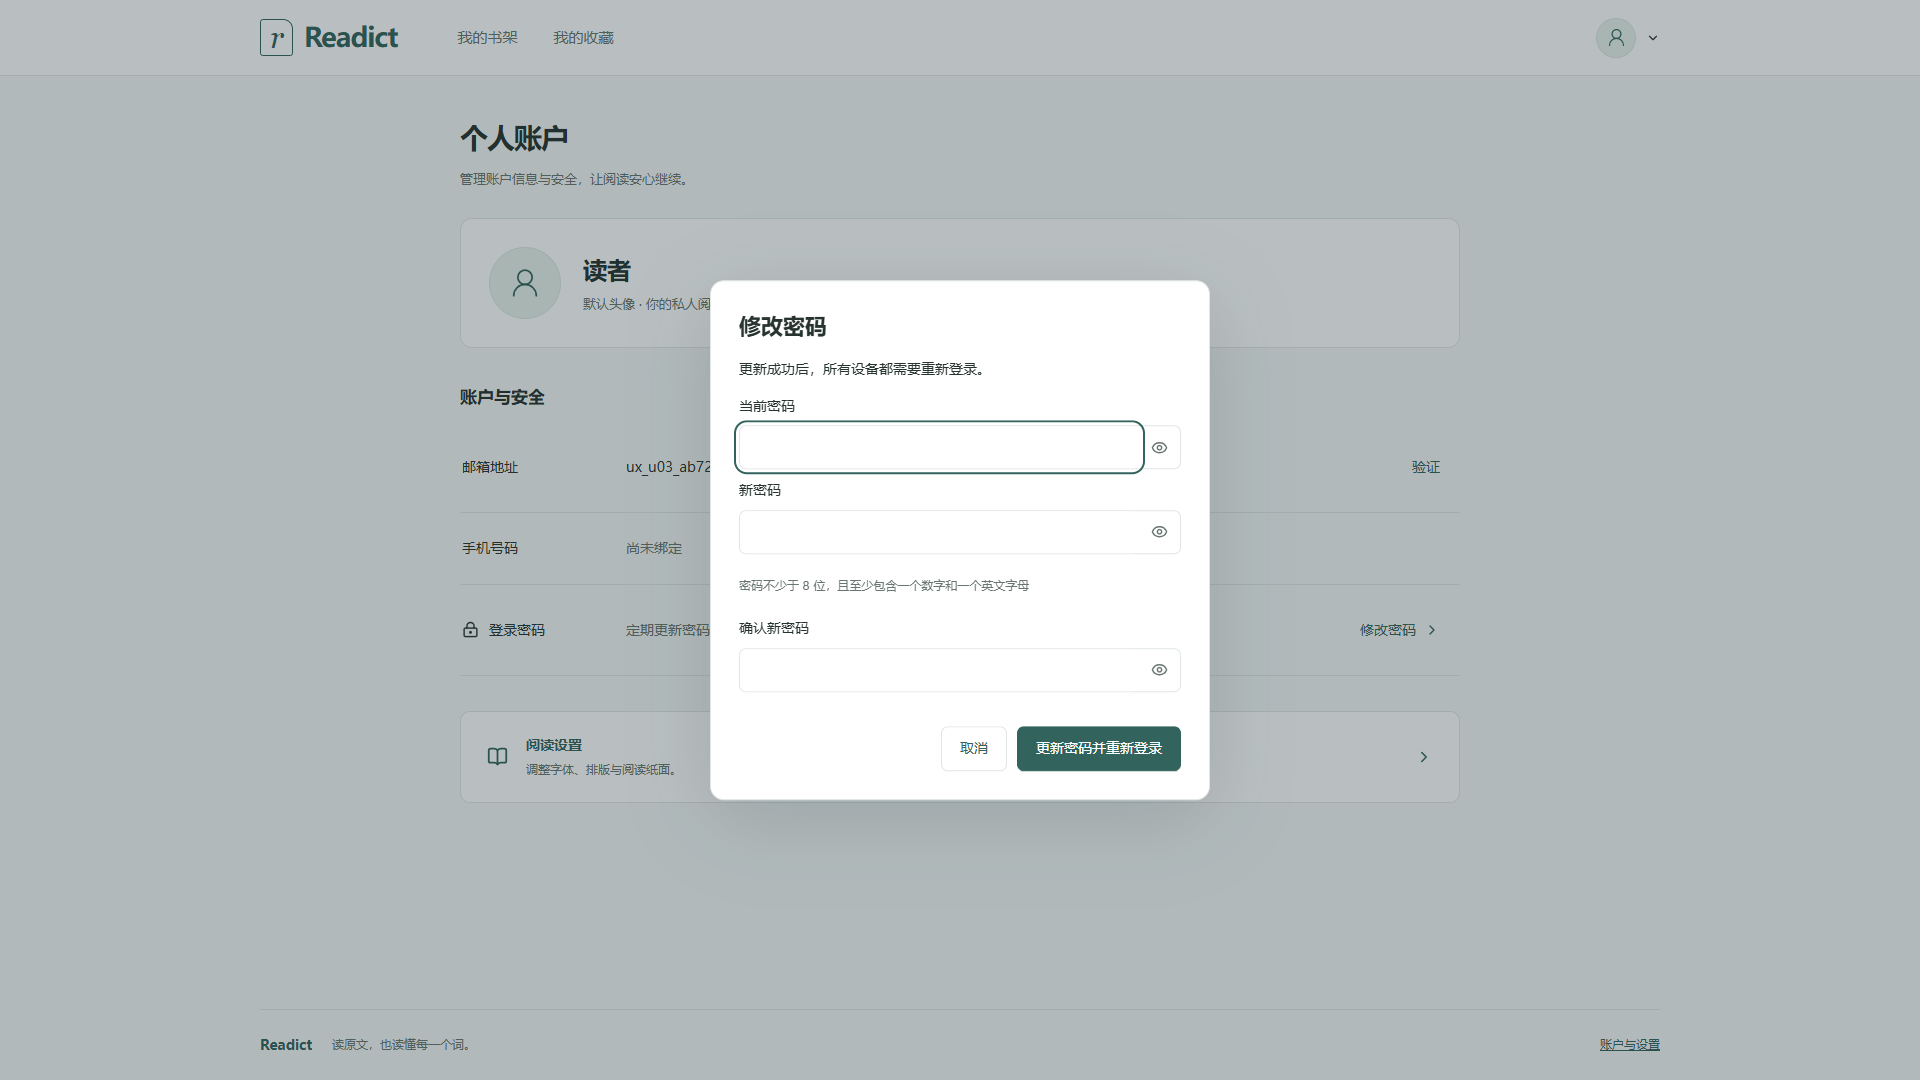 r Readict 我的书架 我的收藏
个人账户
管理账户信息与安全，让阅读安心继续。
读者
默认头像 · 你的私人阅
账户与安全
邮箱地址 ux_u03_ab72 验证
手机号码 尚未绑定
登录密码 定期更新密码 修改密码
阅读设置
调整字体、排版与阅读纸面。
修改密码
更新成功后，所有设备都需要重新登录。
当前密码
新密码
密码不少于 8 位，且至少包含一个数字和一个英文字母
确认新密码
取消 更新密码并重新登录
Readict 读原文，也读懂每一个词。 账户与设置